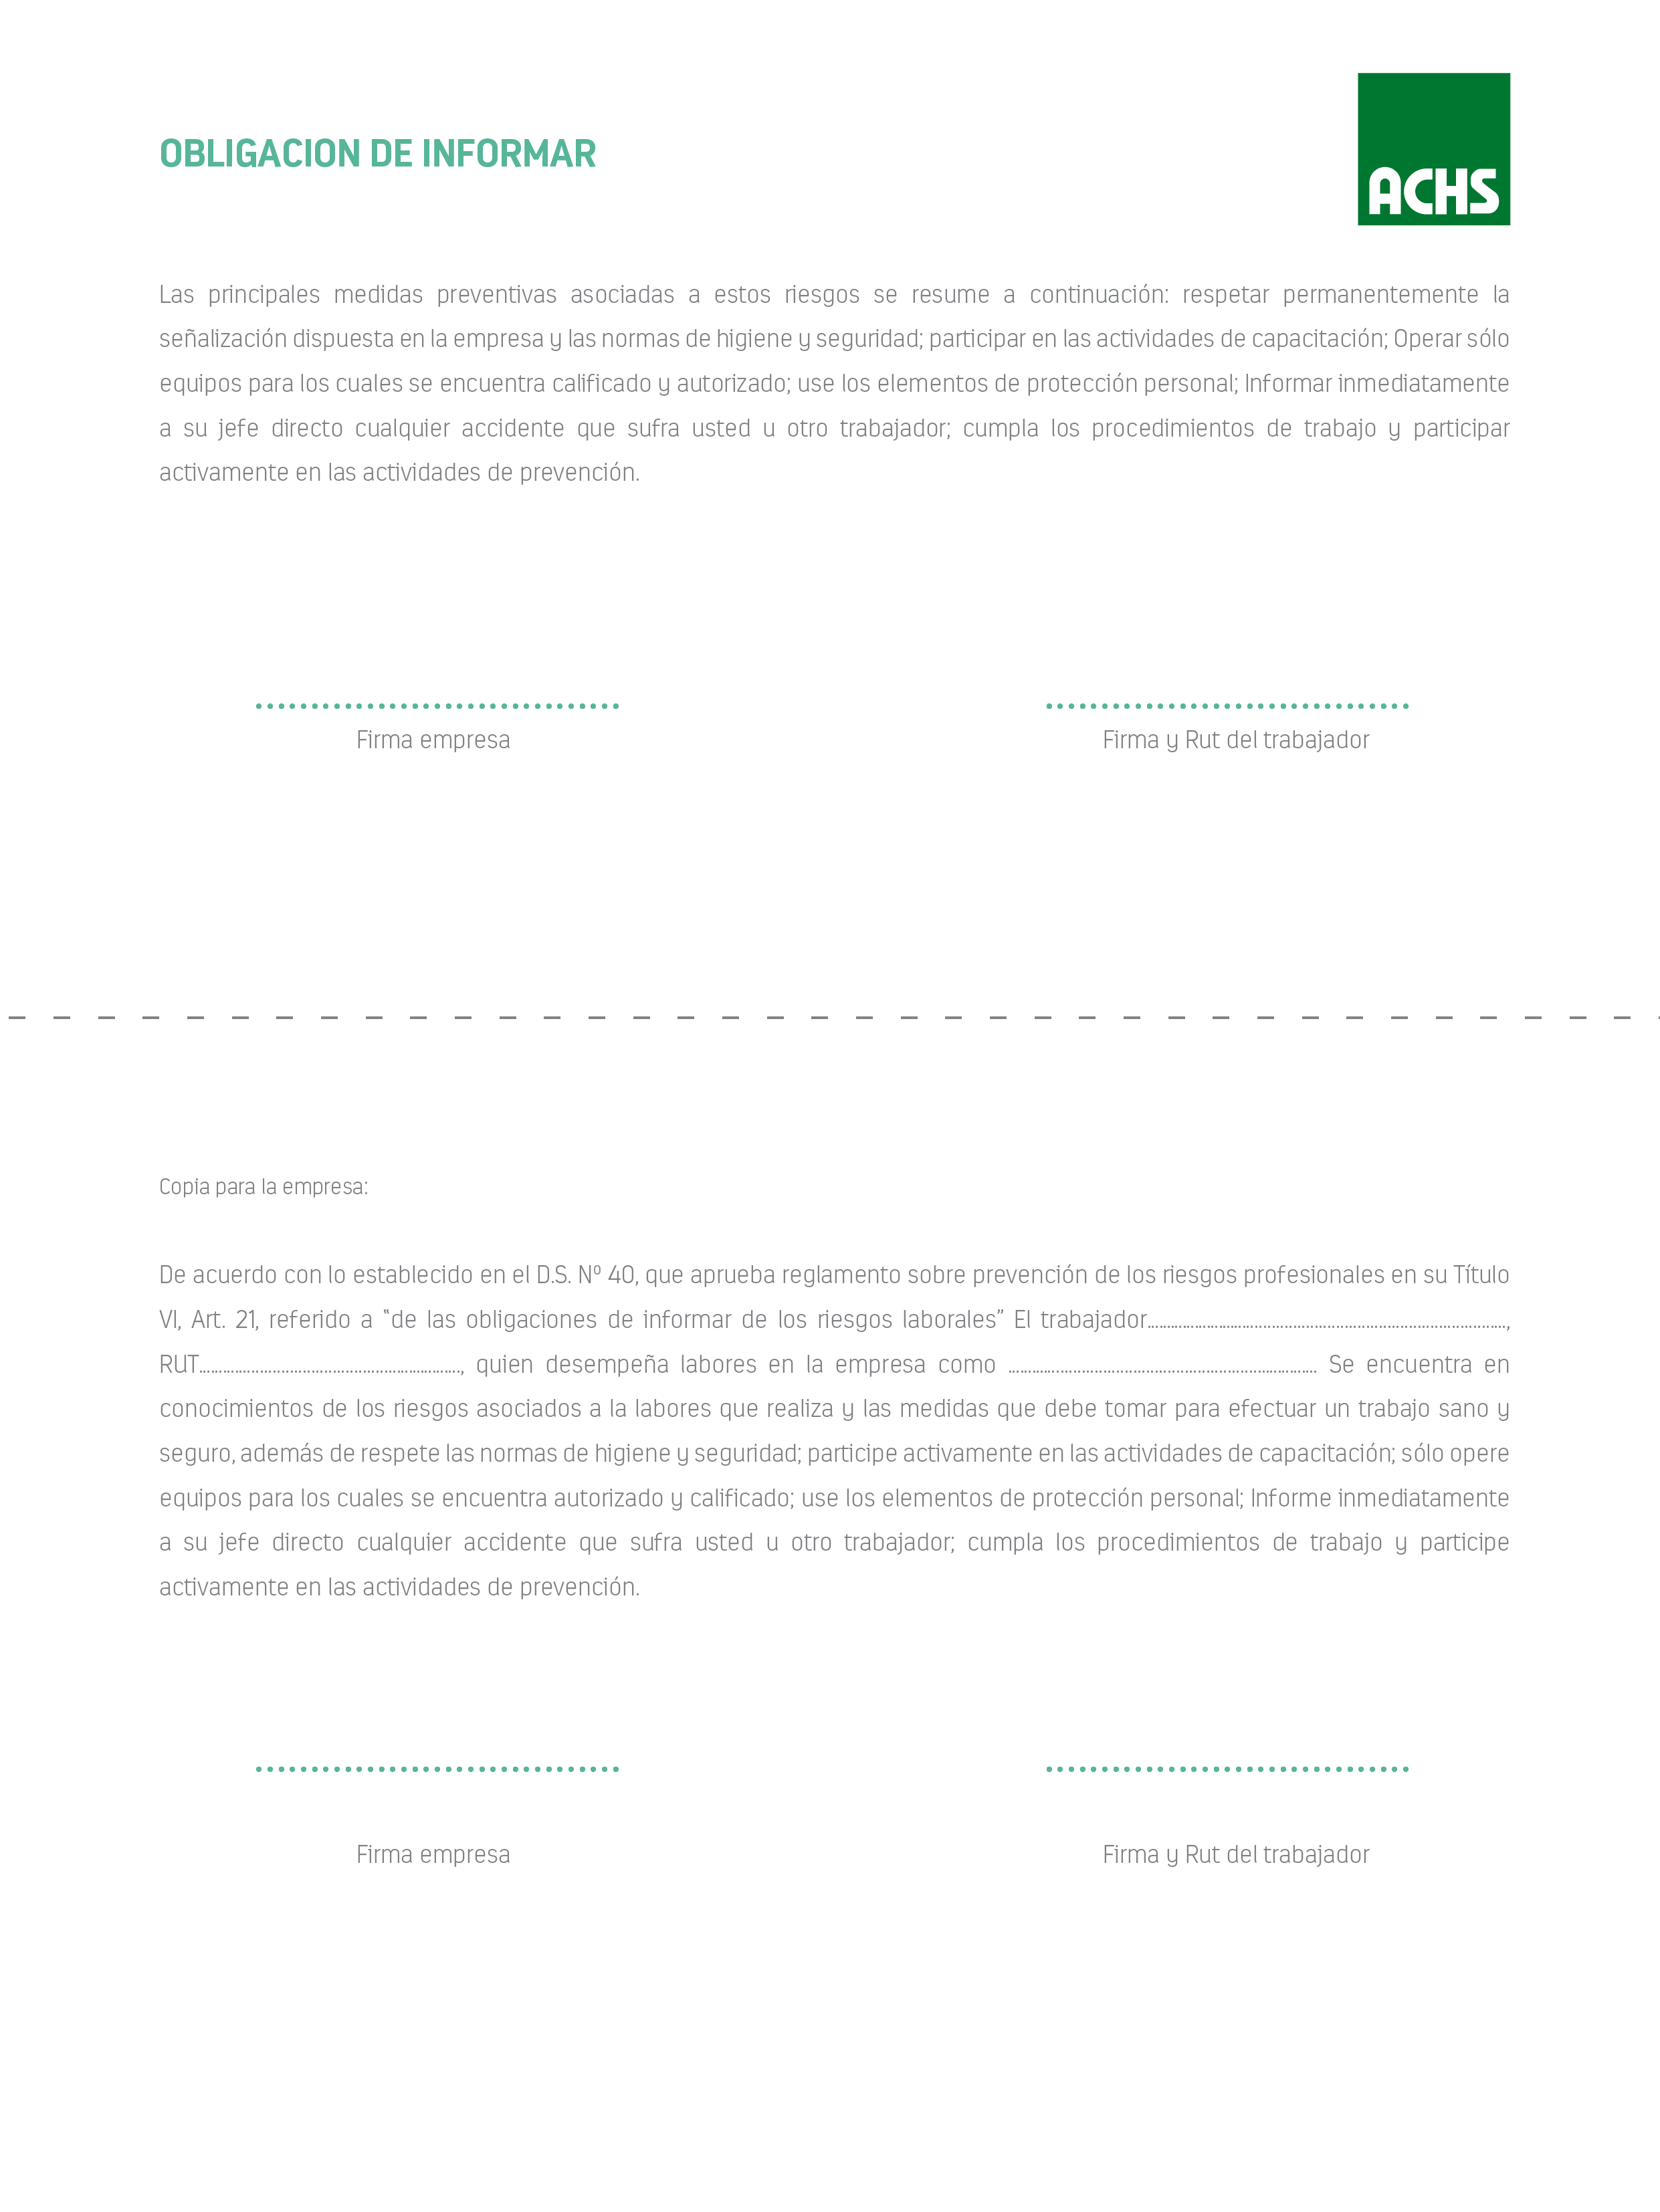 OBLIGACION DE INFORMAR
ACHS
Las principales medidas preventivas asociadas a estos riesgos se resume a continuación: respetar permanentemente la
señalización dispuesta en la empresa y las normas de higiene y seguridad; participar en las actividades de capacitación; Operar sólo
equipos para los cuales se encuentra calificado y autorizado; use los elementos de protección personal; Informar inmediatamente
a su jefe directo cualquier accidente que sufra usted u otro trabajador; cumpla los procedimientos de trabajo y participar
activamente en las actividades de prevención.
Firma empresa
Firma y Rut del trabajador
Copia para la empresa:
De acuerdo con lo establecido en el D.S. Nº 40, que aprueba reglamento sobre prevención de los riesgos profesionales en su Título
VI, Art. 21, referido a “de las obligaciones de informar de los riesgos laborales” El trabajador................................................................................,
RUT..........................................................., quien desempeña labores en la empresa como ...................................................................... Se encuentra en
conocimientos de los riesgos asociados a la labores que realiza y las medidas que debe tomar para efectuar un trabajo sano y
seguro, además de respete las normas de higiene y seguridad; participe activamente en las actividades de capacitación; sólo opere
equipos para los cuales se encuentra autorizado y calificado; use los elementos de protección personal; Informe inmediatamente
a su jefe directo cualquier accidente que sufra usted u otro trabajador; cumpla los procedimientos de trabajo y participe
activamente en las actividades de prevención.
Firma empresa
Firma y Rut del trabajador